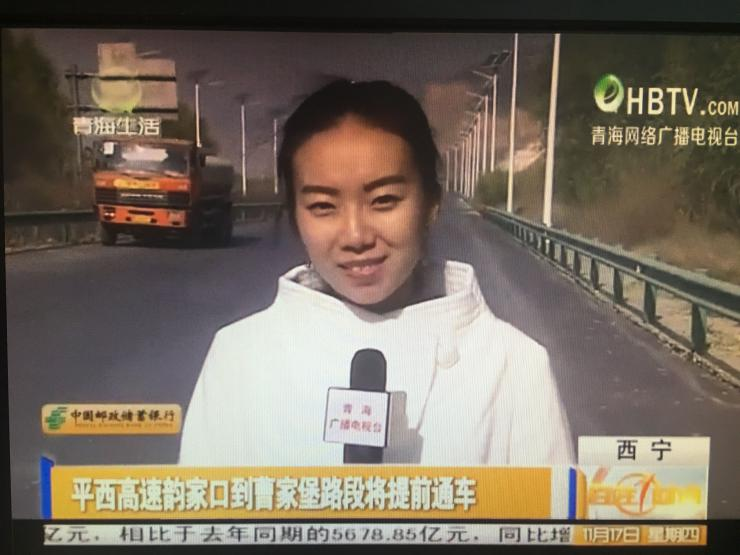 青海生活
QHBTV.COM
青海网络广播电视台
中国邮政储蓄银行
青海
广播电视台
西宁
平西高速韵家口到曹家堡路段将提前通车
亿元，相比于去年同期的5678.85亿元，同比增
11月17日 星期四